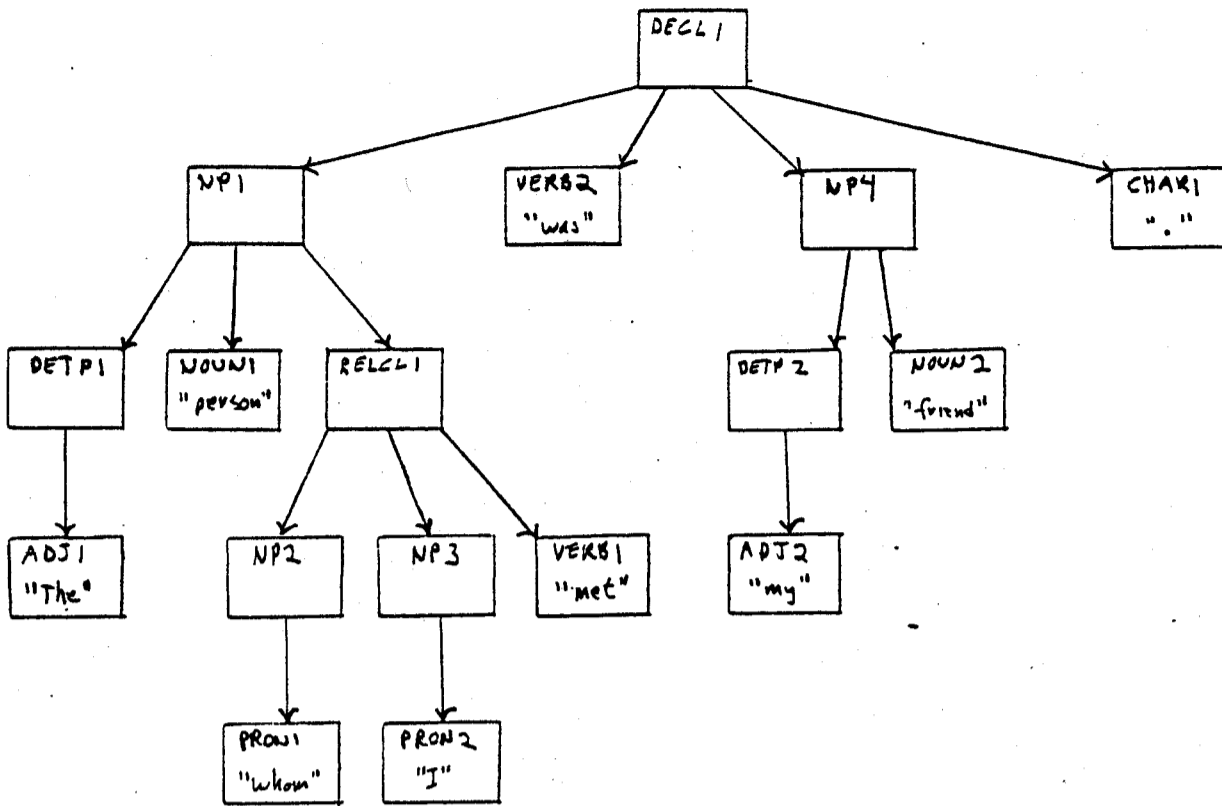 DECL1
NP1
VERB2
"was"
NP4
CHAR1
"."
DETP1
NOUN1
"person"
RELCL1
DETP2
NOUN2
"friend"
ADJ1
"The"
NP2
NP3
VERB1
"met"
ADJ2
"my"
PRON1
"whom"
PRON2
"I"